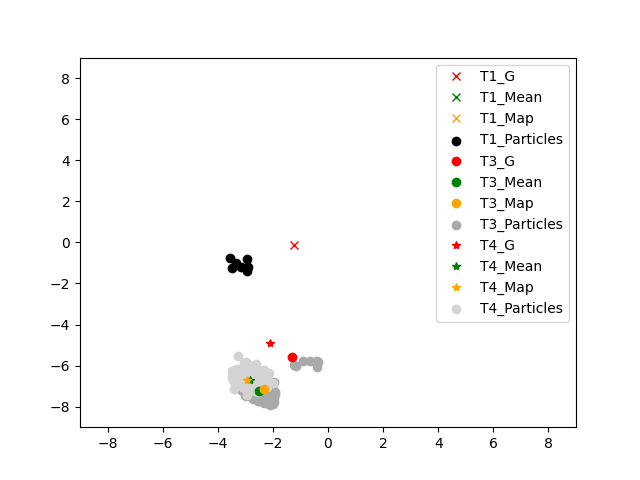 8
6
4
2
0
−2
−4
−6
−8
−8 −6 −4 −2 0 2 4 6 8
T1_G
T1_Mean
T1_Map
T1_Particles
T3_G
T3_Mean
T3_Map
T3_Particles
T4_G
T4_Mean
T4_Map
T4_Particles